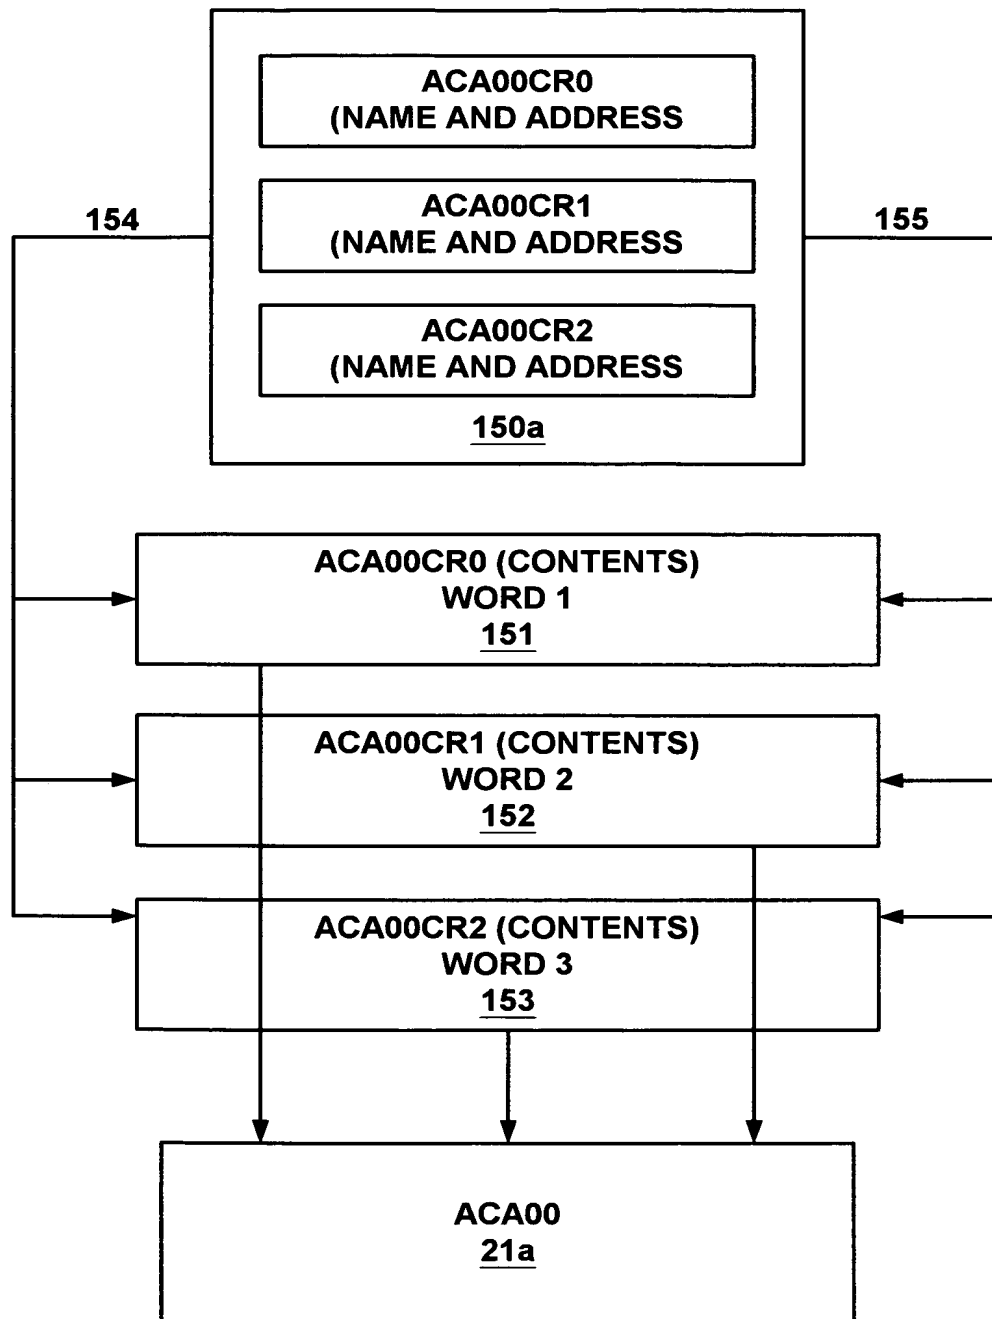 ACA00CR0
(NAME AND ADDRESS
ACA00CR1
(NAME AND ADDRESS
ACA00CR2
(NAME AND ADDRESS
150a
154
155
ACA00CR0 (CONTENTS)
WORD 1
151
ACA00CR1 (CONTENTS)
WORD 2
152
ACA00CR2 (CONTENTS)
WORD 3
153
ACA00
21a